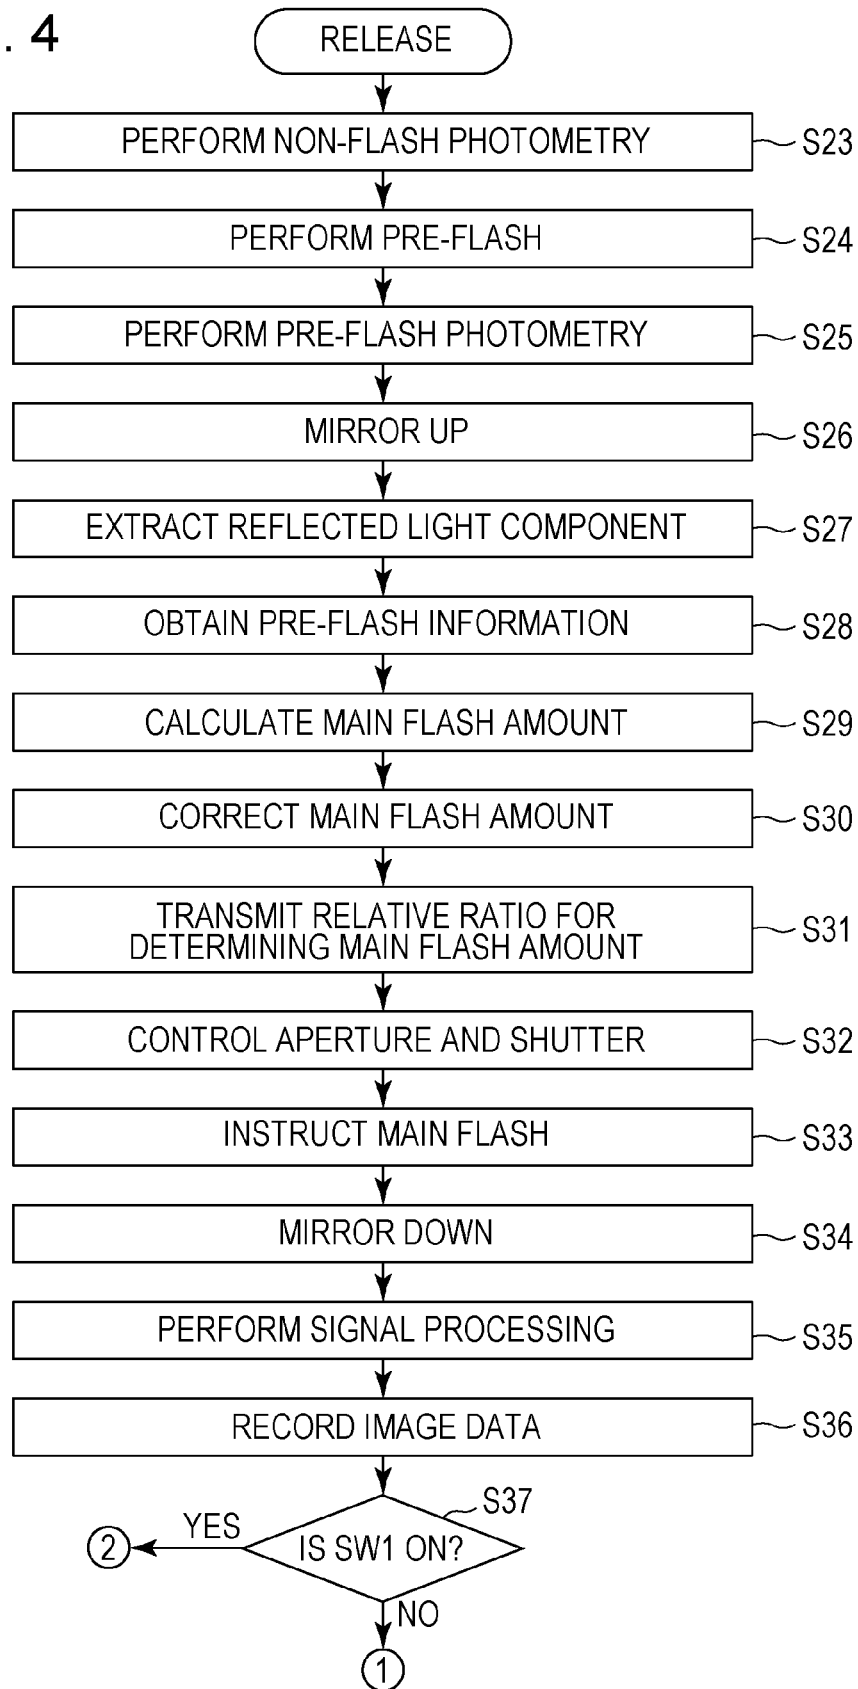 . 4
RELEASE
PERFORM NON-FLASH PHOTOMETRY S23
PERFORM PRE-FLASH S24
PERFORM PRE-FLASH PHOTOMETRY S25
MIRROR UP S26
EXTRACT REFLECTED LIGHT COMPONENT S27
OBTAIN PRE-FLASH INFORMATION S28
CALCULATE MAIN FLASH AMOUNT S29
CORRECT MAIN FLASH AMOUNT S30
TRANSMIT RELATIVE RATIO FOR
DETERMINING MAIN FLASH AMOUNT S31
CONTROL APERTURE AND SHUTTER S32
INSTRUCT MAIN FLASH S33
MIRROR DOWN S34
PERFORM SIGNAL PROCESSING S35
RECORD IMAGE DATA S36
S37
2 YES IS SW1 ON?
NO
1